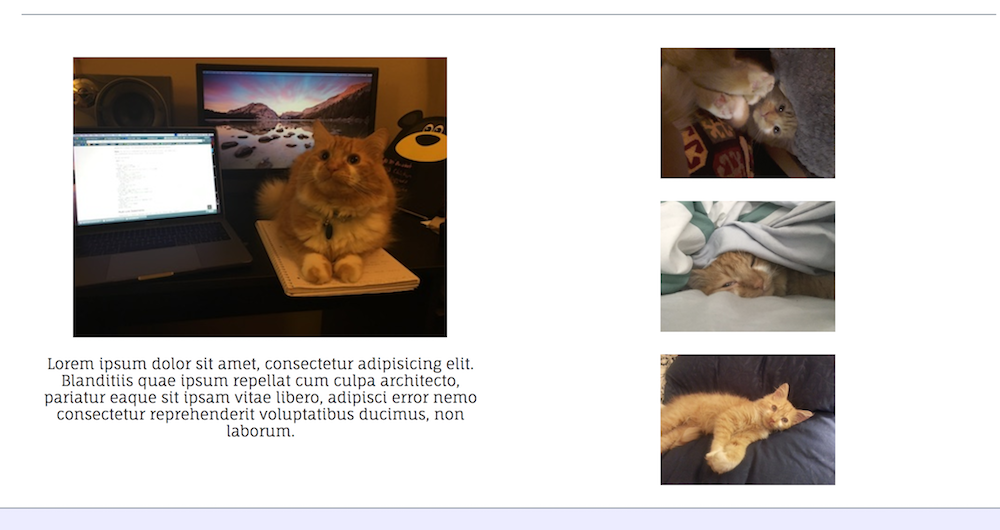 Lorem ipsum dolor sit amet, consectetur adipisicing elit.
Blanditiis quae ipsum repellat cum culpa architecto,
pariatur eaque sit ipsam vitae libero, adipisci error nemo
consectetur reprehenderit voluptatibus ducimus, non
laborum.